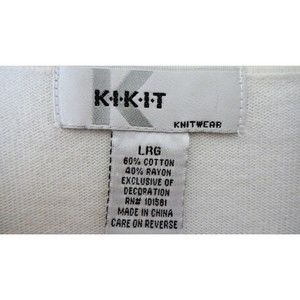 K
K·I·K·I·T
KNITWEAR
LRG
60% COTTON
40% RAYON
EXCLUSIVE OF
DECORATION
RN# 101581
MADE IN CHINA
CARE ON REVERSE